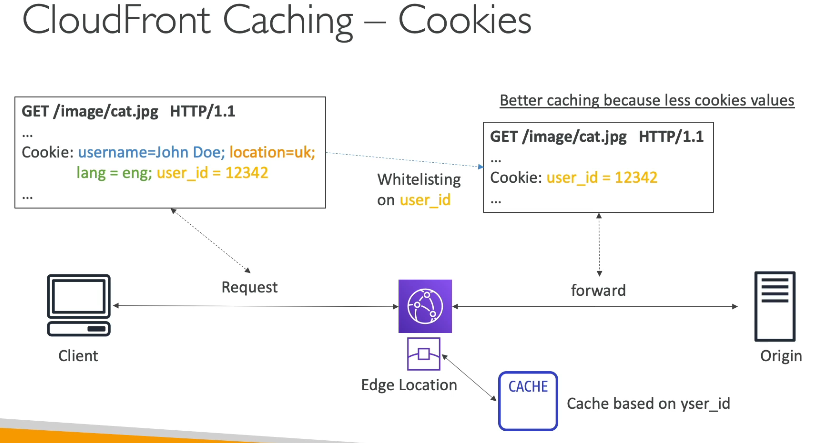 CloudFront Caching – Cookies
GET /image/cat.jpg HTTP/1.1
...
Cookie: username=John Doe; location=uk;
lang = eng; user_id = 12342
...
Better caching because less cookies values
GET /image/cat.jpg HTTP/1.1
...
Cookie: user_id = 12342
...
Whitelisting
on user_id
Request
forward
Client
Edge Location
Origin
CACHE
Cache based on yser_id